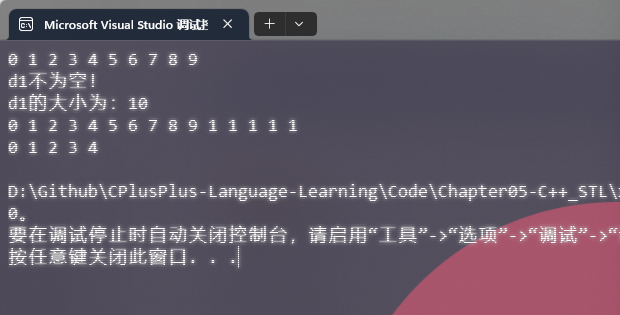 Microsoft Visual Studio 调试控
0 1 2 3 4 5 6 7 8 9
d1不为空!
d1的大小为: 10
0 1 2 3 4 5 6 7 8 9 1 1 1 1 1
0 1 2 3 4
D:\Github\CPlusPlus-Language-Learning\Code\Chapter05-C++_STL\
0。
要在调试停止时自动关闭控制台，请启用“工具”->“选项”->“调试”->“
按任意键关闭此窗口. . .